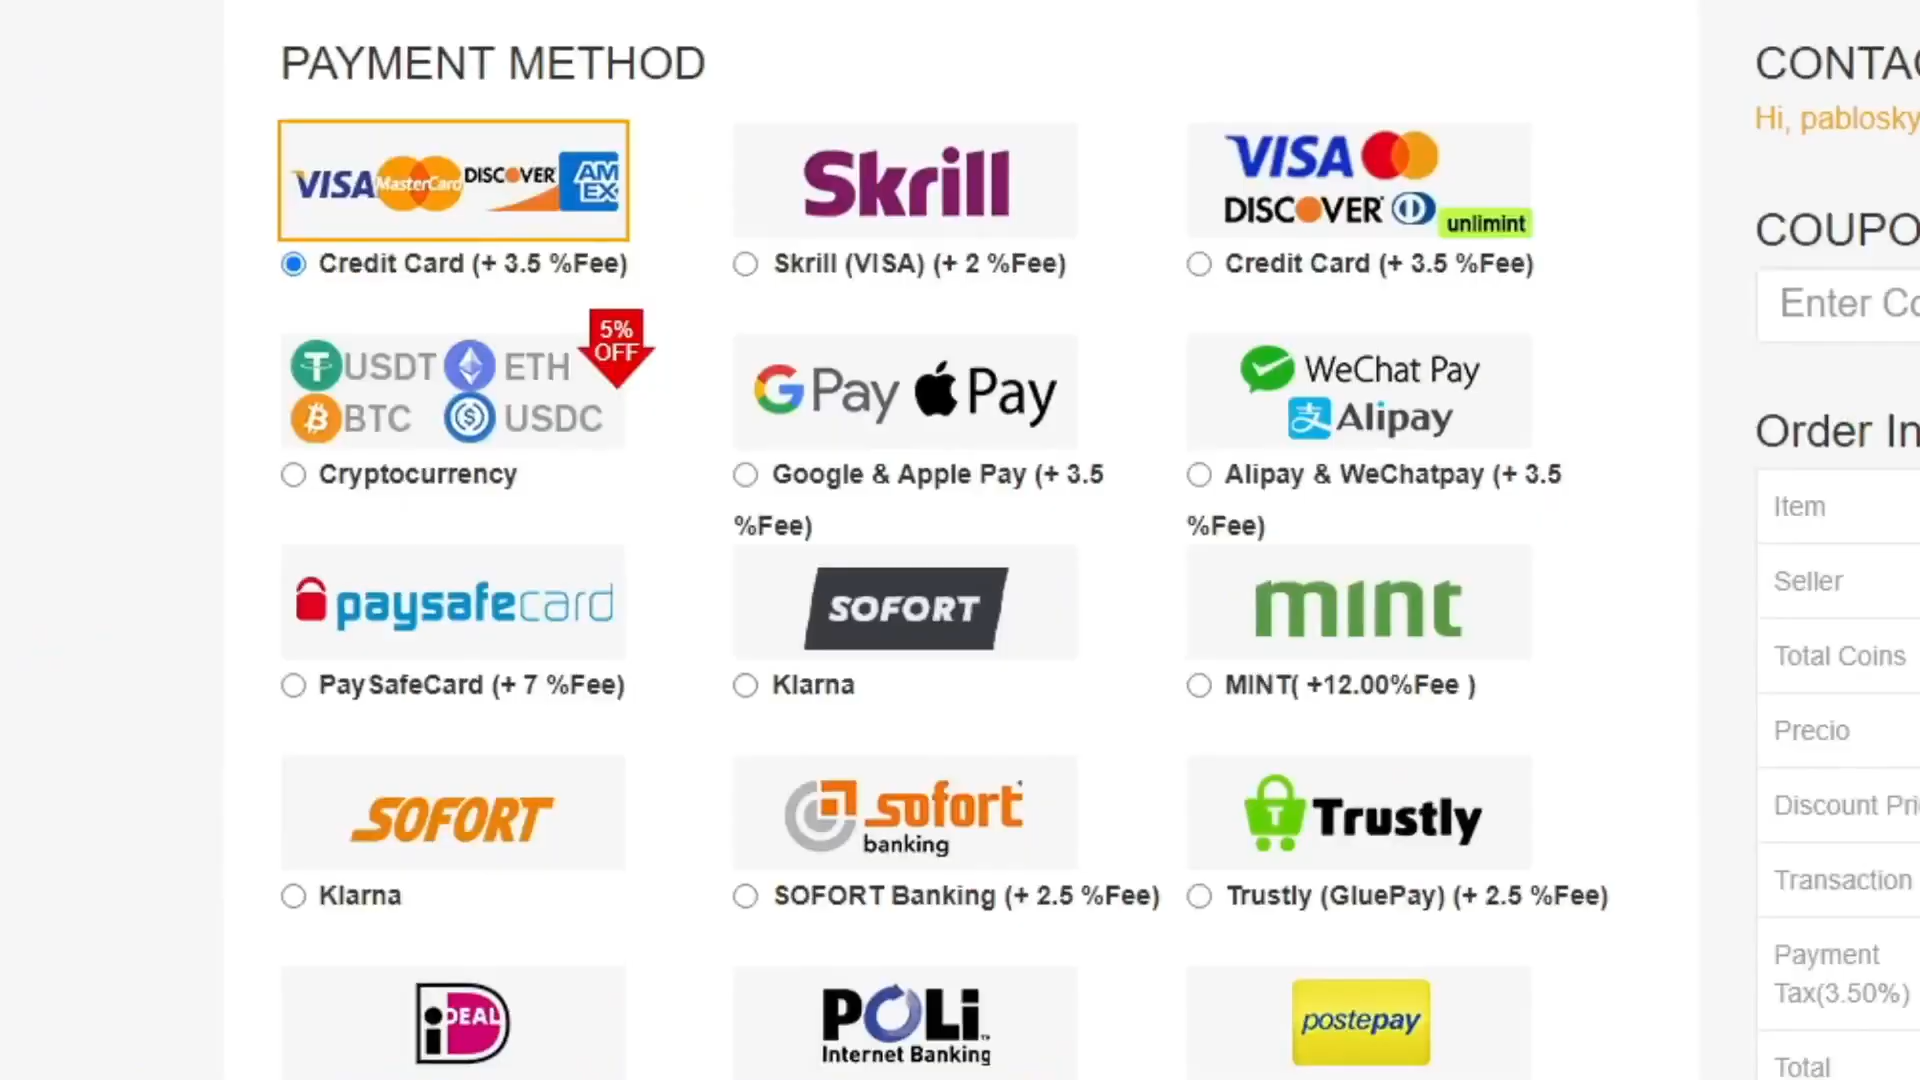 PAYMENT METHOD
VISA MasterCard DISCOVER AM EX
Credit Card (+ 3.5 %Fee)
Skrill
Skrill (VISA) (+ 2 %Fee)
VISA
DISCOVER unlimint
Credit Card (+ 3.5 %Fee)
5% OFF
USDT ETH
BTC USDC
Cryptocurrency
G Pay Pay
Google & Apple Pay (+ 3.5
%Fee)
WeChat Pay
支 Alipay
Alipay & WeChatpay (+ 3.5
%Fee)
paysafecard
PaySafeCard (+ 7 %Fee)
SOFORT
Klarna
mint
MINT( +12.00%Fee )
SOFORT
Klarna
sofort
banking
SOFORT Banking (+ 2.5 %Fee)
T Trustly
Trustly (GluePay) (+ 2.5 %Fee)
iDEAL
POLi
Internet Banking
postepay
CONTAC
Hi, pablosky
COUPO
Enter Co
Order In
Item
Seller
Total Coins
Precio
Discount Pri
Transaction
Payment
Tax(3.50%)
Total